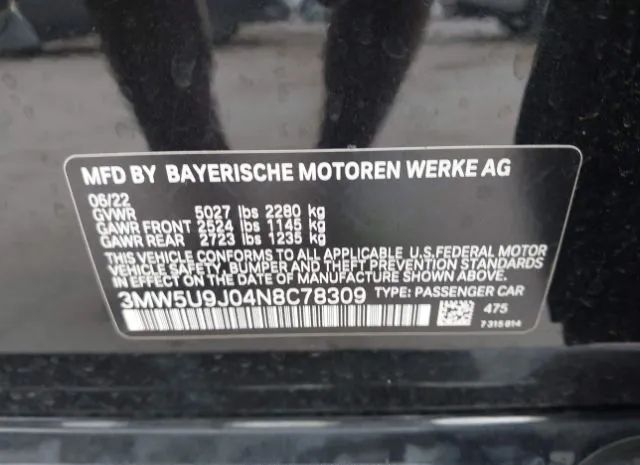 MFD BY BAYERISCHE MOTOREN WERKE AG
06/22
GVWR 5027 lbs 2280 kg
GAWR FRONT 2524 lbs 1145 kg
GAWR REAR 2723 lbs 1235 kg
THIS VEHICLE CONFORMS TO ALL APPLICABLE U.S.FEDERAL MOTOR
VEHICLE SAFETY, BUMPER AND THEFT PREVENTION STANDARDS
IN EFFECT ON THE DATE OF MANUFACTURE SHOWN ABOVE.
3MW5U9J04N8C78309 TYPE: PASSENGER CAR
475
7315814